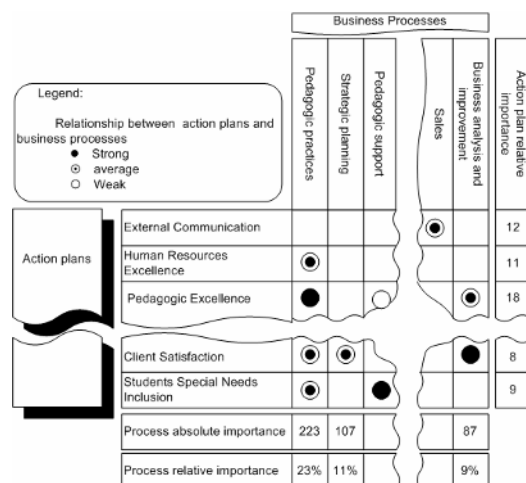 Business Processes
Legend:
Relationship between action plans and
business processes
Strong
average
Weak
Pedagogic practices
Strategic planning
Pedagogic support
Sales
Business analysis and
improvement
Action plan relative
importance
Action plans
External Communication
12
Human Resources
Excellence
11
Pedagogic Excellence
18
Client Satisfaction
8
Students Special Needs
Inclusion
9
Process absolute importance 223 107 87
Process relative importance 23% 11% 9%